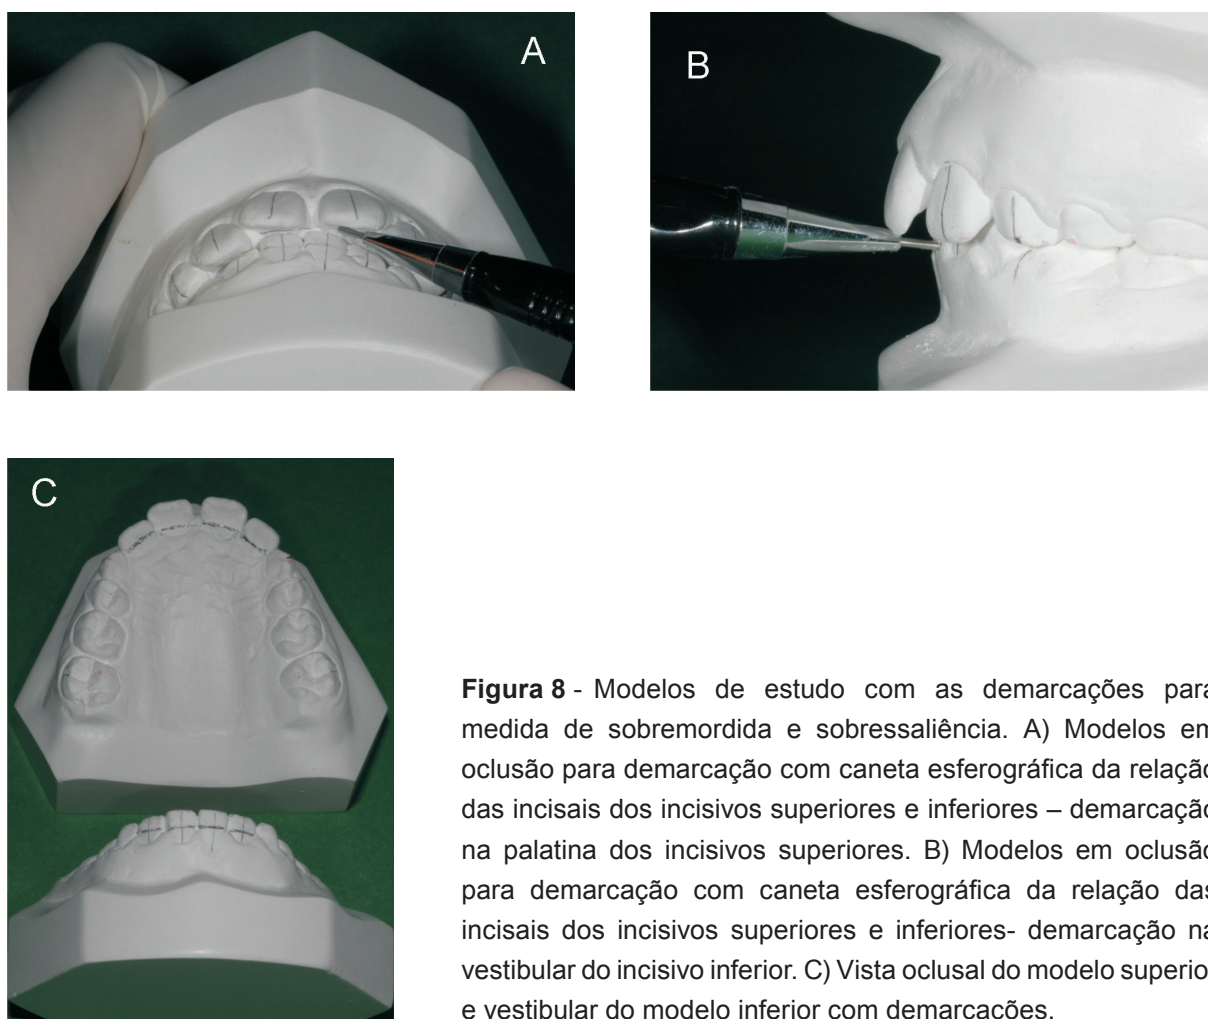 A
B
C
Figura 8 - Modelos de estudo com as demarcações para
medida de sobremordida e sobressaliência. A) Modelos em
oclusão para demarcação com caneta esferográfica da relação
das incisais dos incisivos superiores e inferiores – demarcação
na palatina dos incisivos superiores. B) Modelos em oclusão
para demarcação com caneta esferográfica da relação das
incisais dos incisivos superiores e inferiores- demarcação na
vestibular do incisivo inferior. C) Vista oclusal do modelo superior
e vestibular do modelo inferior com demarcações.